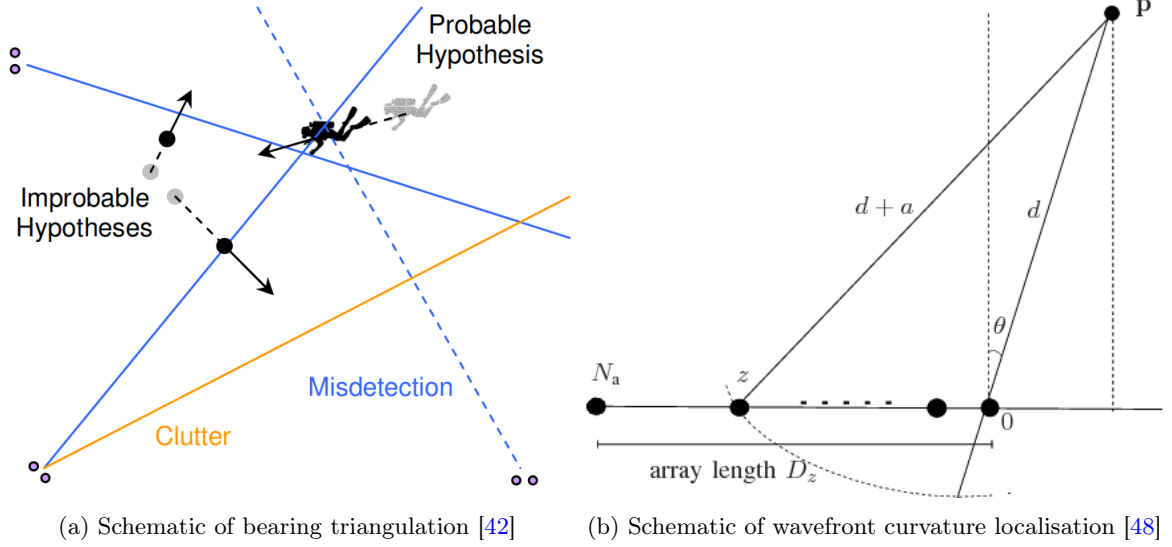 Probable
Hypothesis
Improbable
Hypotheses
Misdetection
Clutter
p
d + a
d
θ
N_a
z
0
array length D_z
(a) Schematic of bearing triangulation [42]
(b) Schematic of wavefront curvature localisation [48]